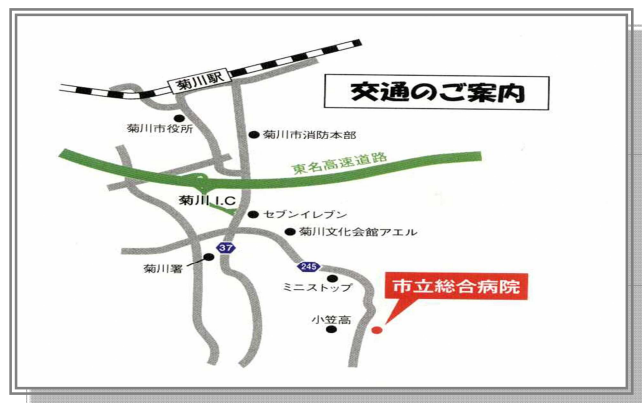 菊川駅
交通のご案内
菊川市役所
菊川市消防本部
東名高速道路
菊川 I.C
セブンイレブン
菊川文化会館アエル
37
菊川署
245
ミニストップ
市立総合病院
小笠高